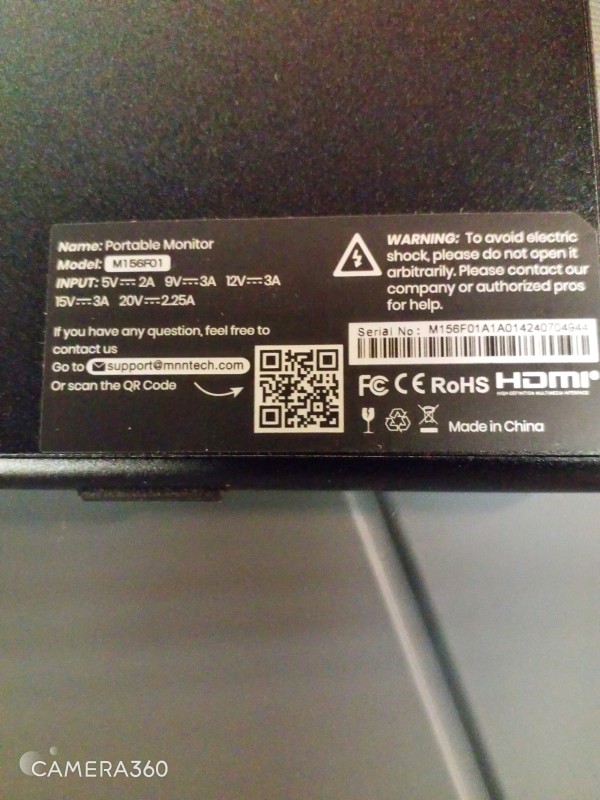 Name: Portable Monitor
Model: M156F01
INPUT: 5V⎓2A 9V⎓3A 12V⎓3A
15V⎓3A 20V⎓2.25A
If you have any question, feel free to
contact us
Go to support@mnntech.com
Or scan the QR Code
WARNING: To avoid electric
shock, please do not open it
arbitrarily. Please contact our
company or authorized pros
for help.
Serial No: M156F01A1A014240704944
FC CE RoHS HDMI
HIGH-DEFINITION MULTIMEDIA INTERFACE
Made in China
CAMERA360